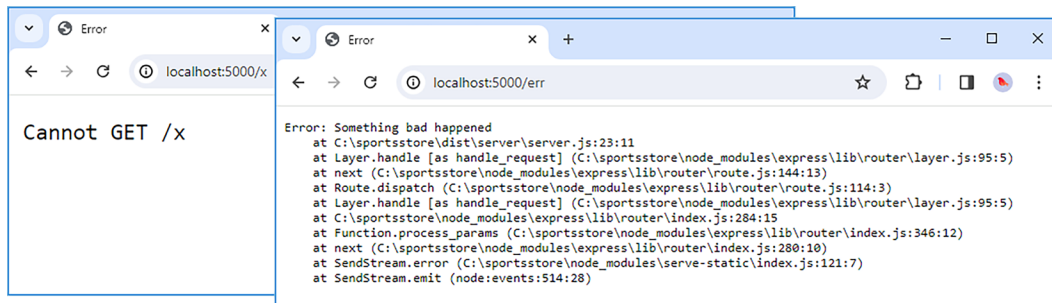 Error
localhost:5000/x
Cannot GET /x
Error
localhost:5000/err
Error: Something bad happened
at C:\sportsstore\dist\server\server.js:23:11
at Layer.handle [as handle_request] (C:\sportsstore\node_modules\express\lib\router\layer.js:95:5)
at next (C:\sportsstore\node_modules\express\lib\router\route.js:144:13)
at Route.dispatch (C:\sportsstore\node_modules\express\lib\router\route.js:114:3)
at Layer.handle [as handle_request] (C:\sportsstore\node_modules\express\lib\router\layer.js:95:5)
at C:\sportsstore\node_modules\express\lib\router\index.js:284:15
at Function.process_params (C:\sportsstore\node_modules\express\lib\router\index.js:346:12)
at next (C:\sportsstore\node_modules\express\lib\router\index.js:280:10)
at SendStream.error (C:\sportsstore\node_modules\serve-static\index.js:121:7)
at SendStream.emit (node:events:514:28)